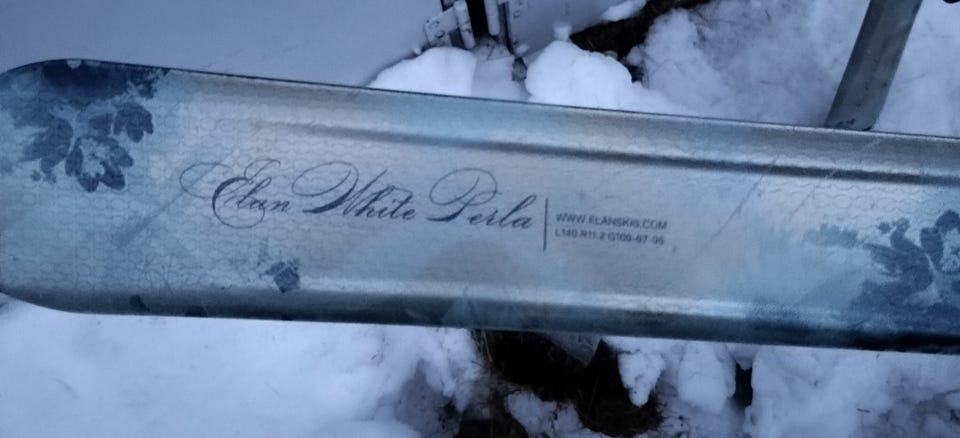 Elan White Perla
WWW.ELANSKIS.COM
L140 R11.2 G109-67-95